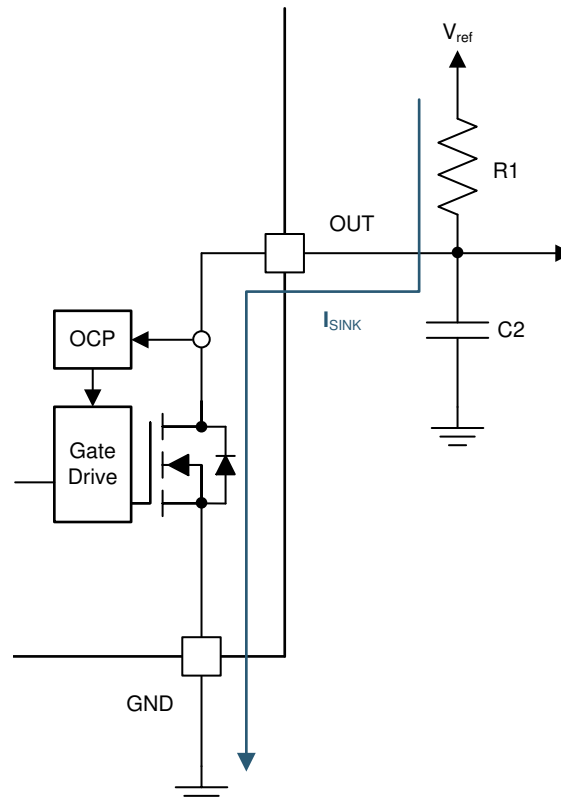 Vref
R1
OUT
ISINK
C2
OCP
Gate
Drive
GND